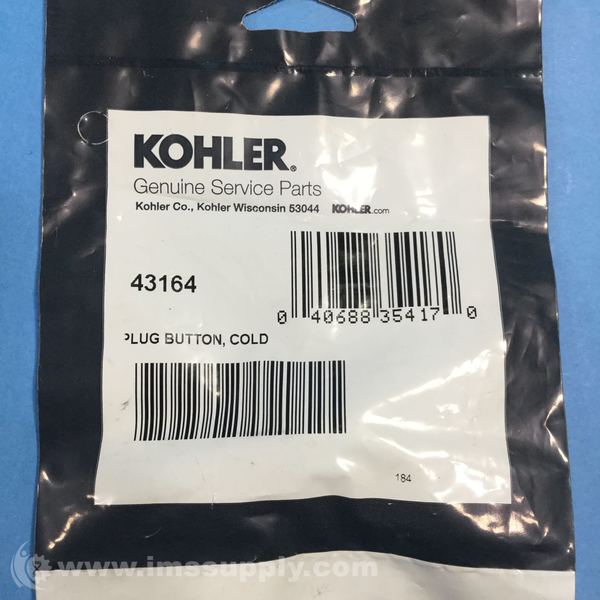 KOHLER®
Genuine Service Parts
Kohler Co., Kohler Wisconsin 53044 KOHLER.com
43164
0 40688 35417 0
PLUG BUTTON, COLD
184
www.imssupply.com